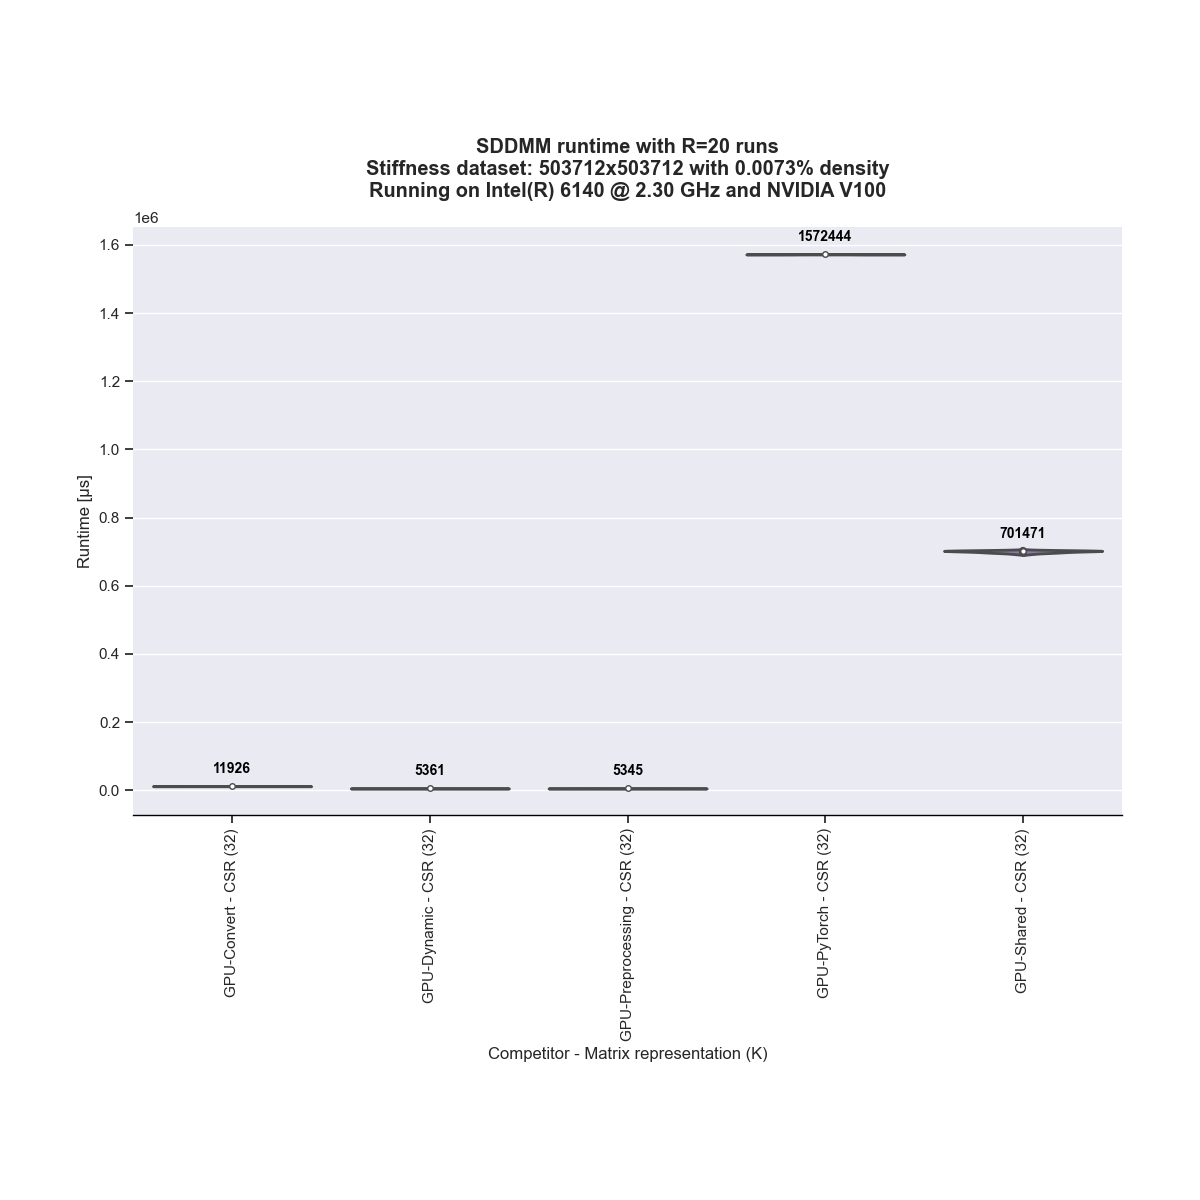 SDDMM runtime with R=20 runs
Stiffness dataset: 503712x503712 with 0.0073% density
Running on Intel(R) 6140 @ 2.30 GHz and NVIDIA V100
1e6
1.6
1.4
1.2
1.0
0.8
0.6
0.4
0.2
0.0
Runtime [µs]
11926
5361
5345
1572444
701471
GPU-Convert - CSR (32)
GPU-Dynamic - CSR (32)
GPU-Preprocessing - CSR (32)
GPU-PyTorch - CSR (32)
GPU-Shared - CSR (32)
Competitor - Matrix representation (K)